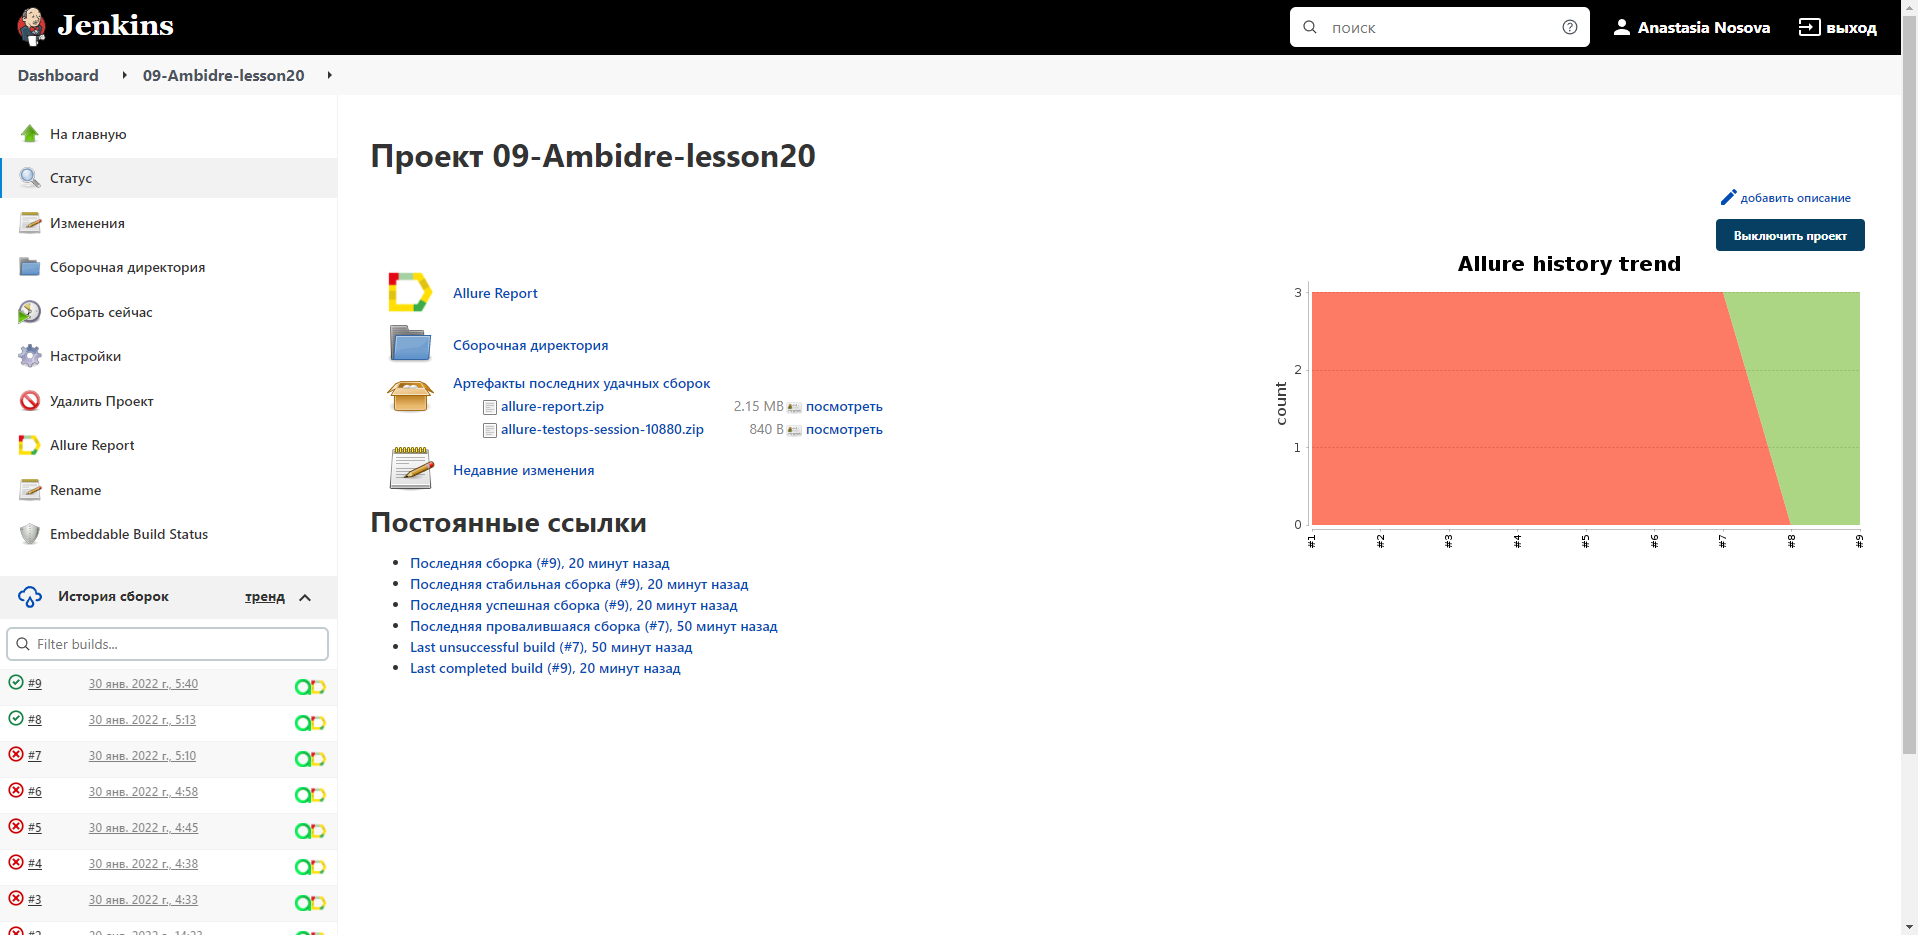 Jenkins
поиск
Anastasia Nosova
выход
Dashboard
09-Ambidre-lesson20
На главную
Статус
Изменения
Сборочная директория
Собрать сейчас
Настройки
Удалить Проект
Allure Report
Rename
Embeddable Build Status
История сборок
тренд
Filter builds...
#9 30 янв. 2022 г., 5:40
#8 30 янв. 2022 г., 5:13
#7 30 янв. 2022 г., 5:10
#6 30 янв. 2022 г., 4:58
#5 30 янв. 2022 г., 4:45
#4 30 янв. 2022 г., 4:38
#3 30 янв. 2022 г., 4:33
Проект 09-Ambidre-lesson20
добавить описание
Выключить проект
Allure Report
Сборочная директория
Артефакты последних удачных сборок
allure-report.zip 2.15 MB посмотреть
allure-testops-session-10880.zip 840 B посмотреть
Недавние изменения
Постоянные ссылки
Последняя сборка (#9), 20 минут назад
Последняя стабильная сборка (#9), 20 минут назад
Последняя успешная сборка (#9), 20 минут назад
Последняя провалившаяся сборка (#7), 50 минут назад
Last unsuccessful build (#7), 50 минут назад
Last completed build (#9), 20 минут назад
Allure history trend
count
3
2
1
0
#1 #2 #3 #4 #5 #6 #7 #8 #9